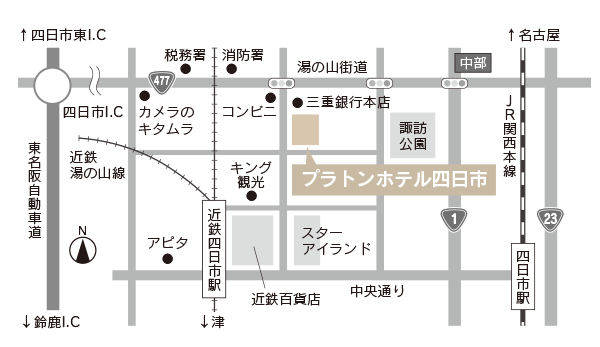 ↑四日市東I.C
↑名古屋
税務署
消防署
湯の山街道
中部
477
四日市I.C
カメラの
キタムラ
コンビニ
三重銀行本店
諏訪
公園
JR関西本線
東名阪自動車道
近鉄
湯の山線
キング
観光
プラトンホテル四日市
N
アピタ
近鉄四日市駅
スター
アイランド
1
23
四日市駅
近鉄百貨店
中央通り
↓鈴鹿I.C
↓津